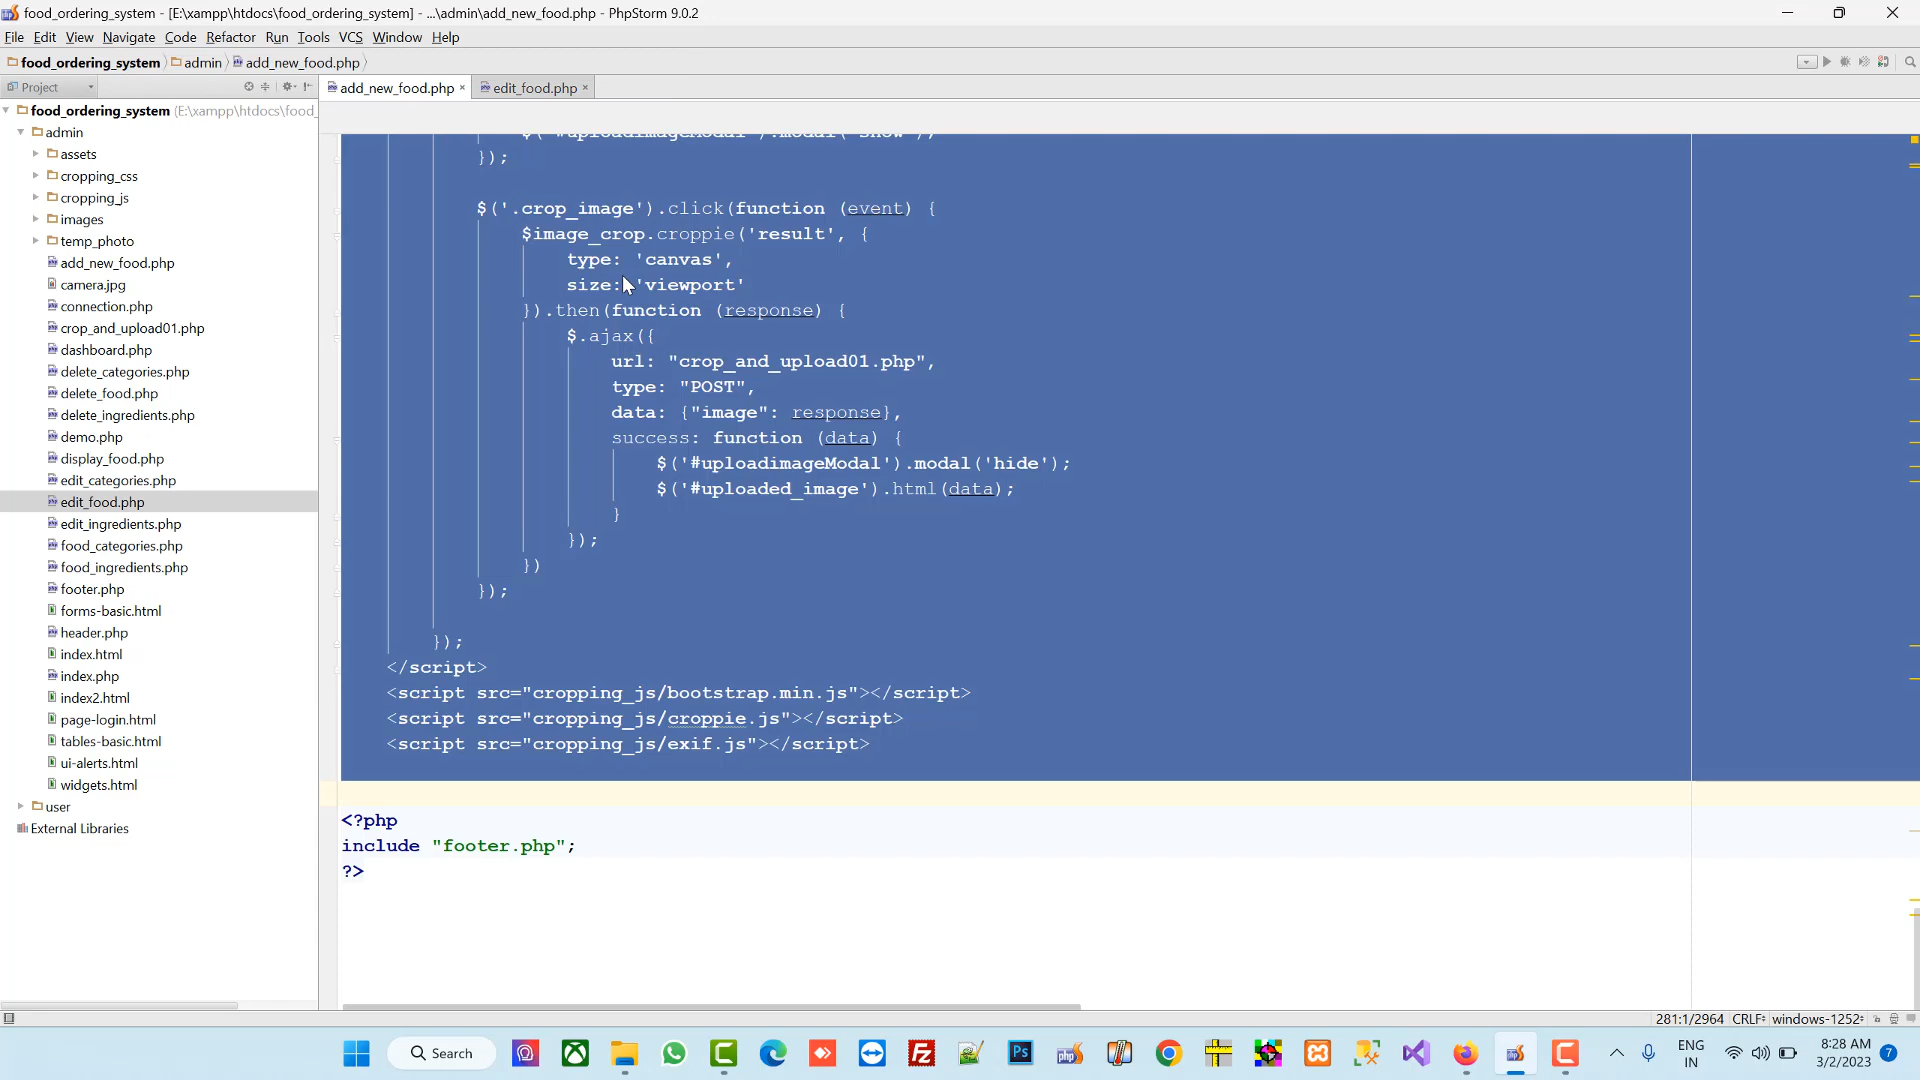 food_ordering_system - [E:\xampp\htdocs\food_ordering_system] - ...\admin\add_new_food.php - PhpStorm 9.0.2
File Edit View Navigate Code Refactor Run Tools VCS Window Help
food_ordering_system admin add_new_food.php
Project
add_new_food.php × edit_food.php ×
food_ordering_system (E:\xampp\htdocs\food_
admin
assets
cropping_css
cropping_js
images
temp_photo
add_new_food.php
camera.jpg
connection.php
crop_and_upload01.php
dashboard.php
delete_categories.php
delete_food.php
delete_ingredients.php
demo.php
display_food.php
edit_categories.php
edit_food.php
edit_ingredients.php
food_categories.php
food_ingredients.php
footer.php
forms-basic.html
header.php
index.html
index.php
index2.html
page-login.html
tables-basic.html
ui-alerts.html
widgets.html
user
External Libraries
$('#uploadimageModal').modal('show');
});
$('.crop_image').click(function (event) {
$image_crop.croppie('result', {
type: 'canvas',
size: 'viewport'
}).then(function (response) {
$.ajax({
url: "crop_and_upload01.php",
type: "POST",
data: {"image": response},
success: function (data) {
$('#uploadimageModal').modal('hide');
$('#uploaded_image').html(data);
}
});
})
});
});
</script>
<script src="cropping_js/bootstrap.min.js"></script>
<script src="cropping_js/croppie.js"></script>
<script src="cropping_js/exif.js"></script>
<?php
include "footer.php";
?>
281:1/2964 CRLF windows-1252
Search
ENG
IN
8:28 AM
3/2/2023
7